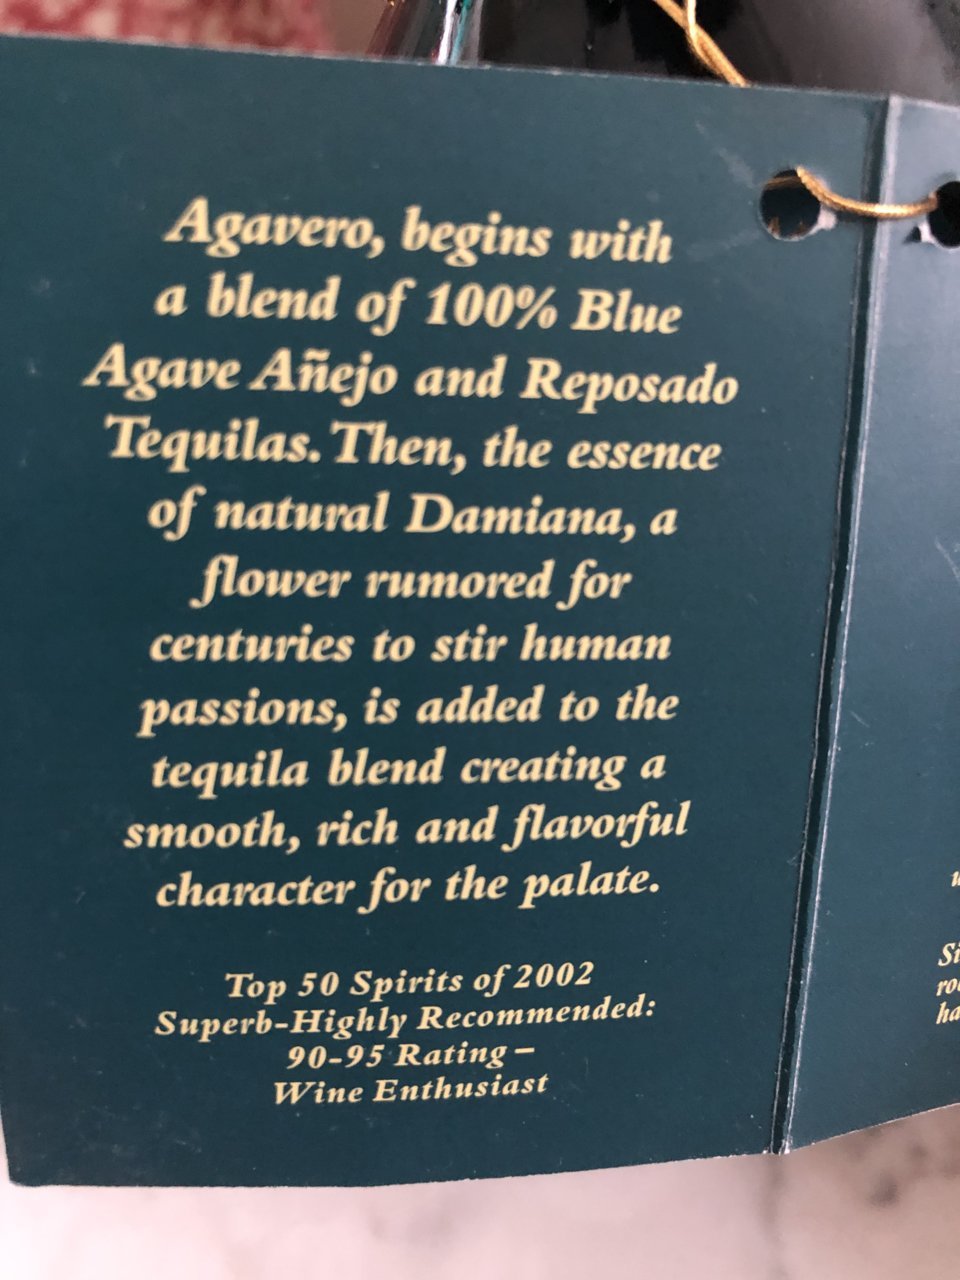 Agavero, begins with
a blend of 100% Blue
Agave Añejo and Reposado
Tequilas. Then, the essence
of natural Damiana, a
flower rumored for
centuries to stir human
passions, is added to the
tequila blend creating a
smooth, rich and flavorful
character for the palate.
Top 50 Spirits of 2002
Superb-Highly Recommended:
90-95 Rating –
Wine Enthusiast